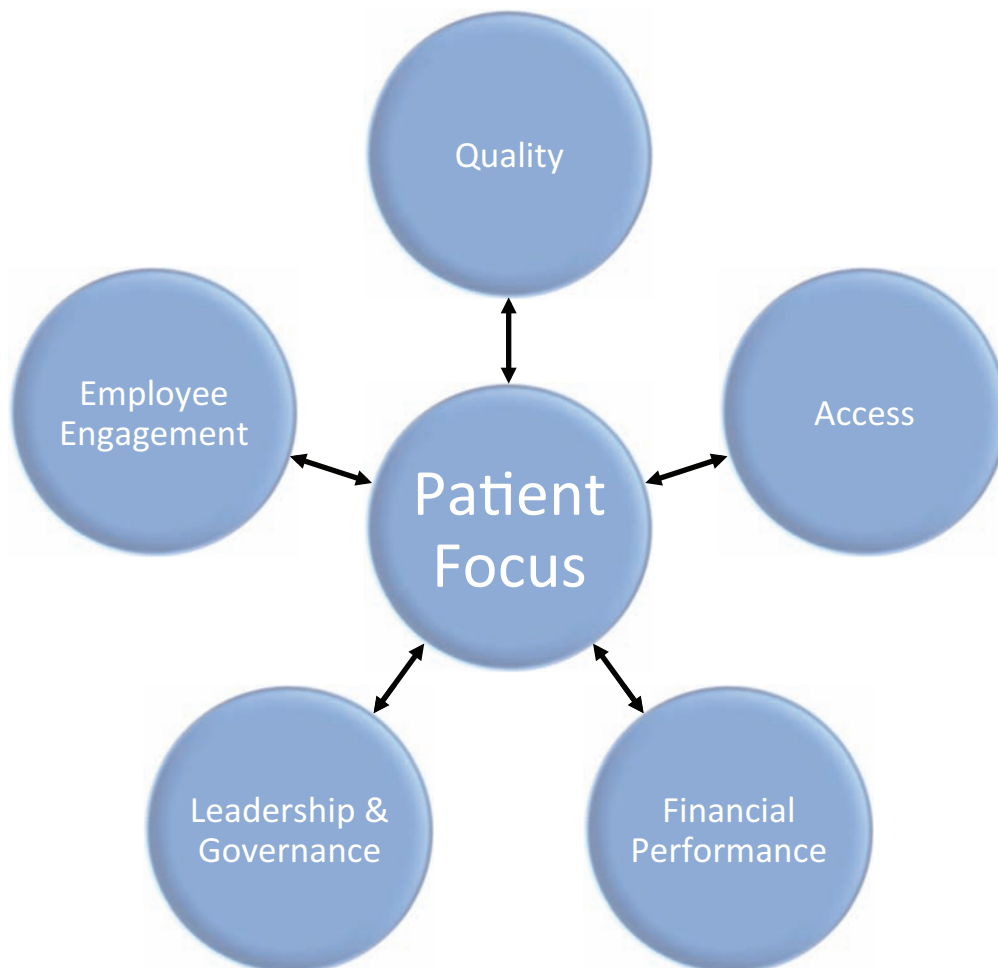 Quality
Employee
Engagement
Access
Patient
Focus
Leadership &
Governance
Financial
Performance